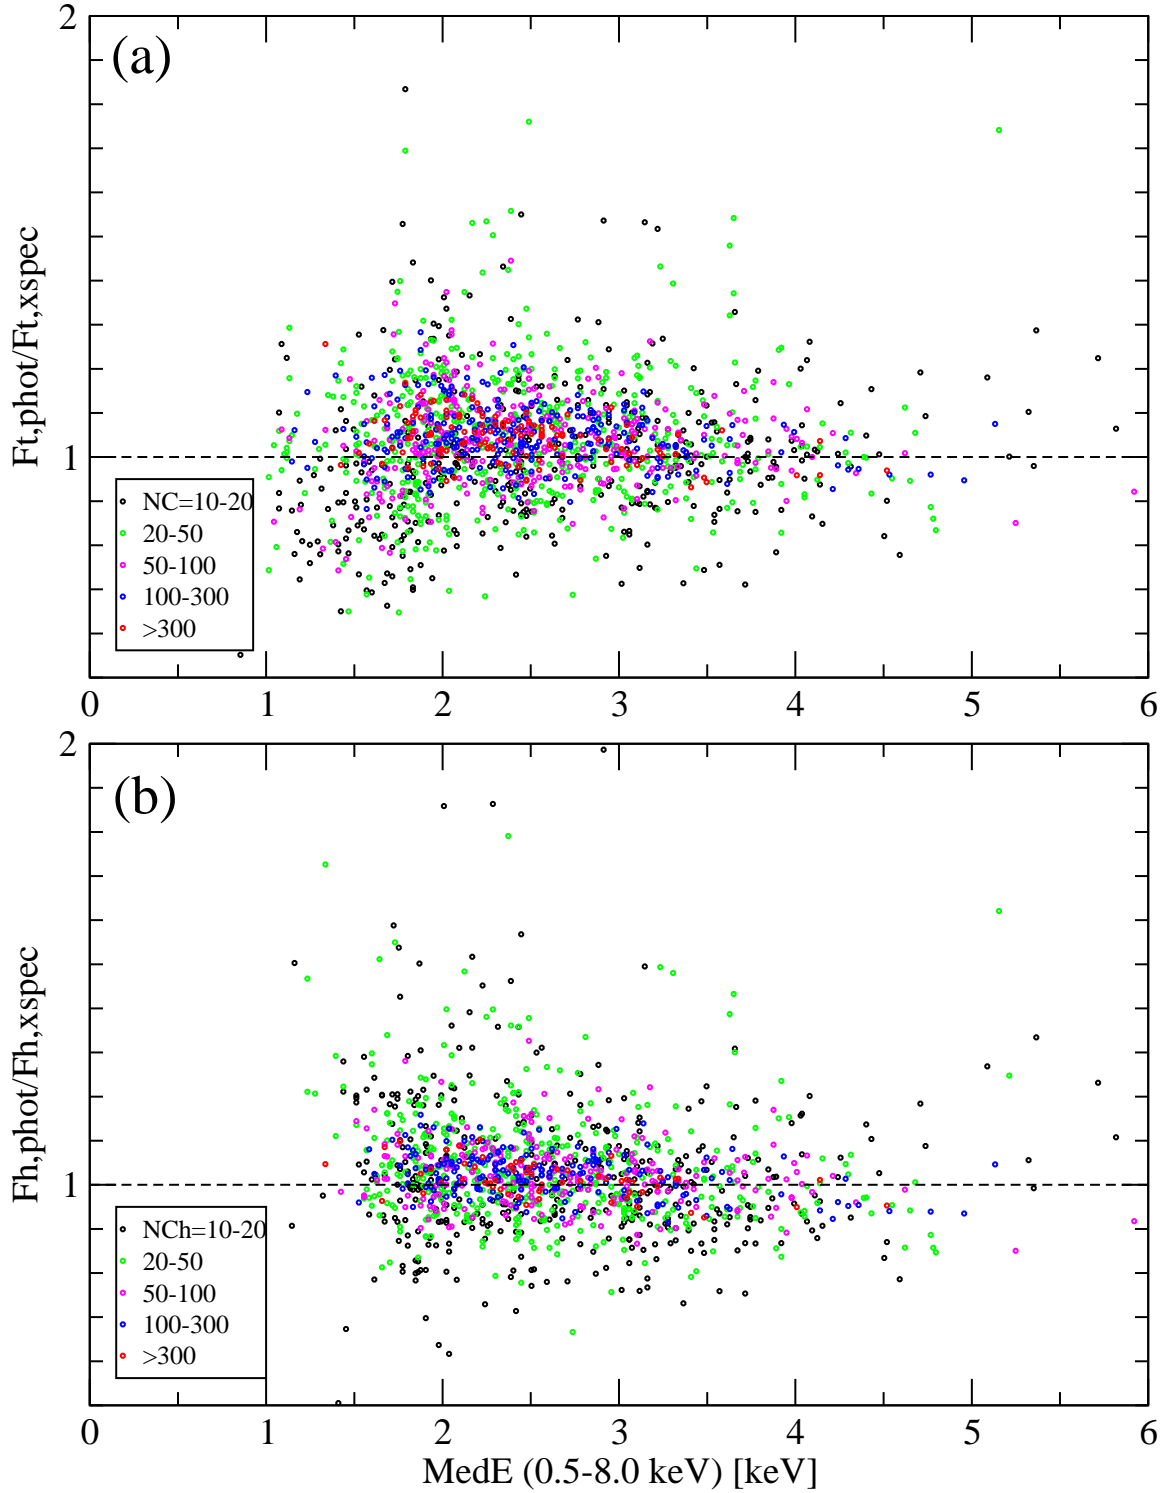 2
(a)
Ft,phot/Ft,xspec
1
NC=10-20
20-50
50-100
100-300
>300
0 1 2 3 4 5 6
2
(b)
Fh,phot/Fh,xspec
1
NCh=10-20
20-50
50-100
100-300
>300
0 1 2 3 4 5 6
MedE (0.5-8.0 keV) [keV]